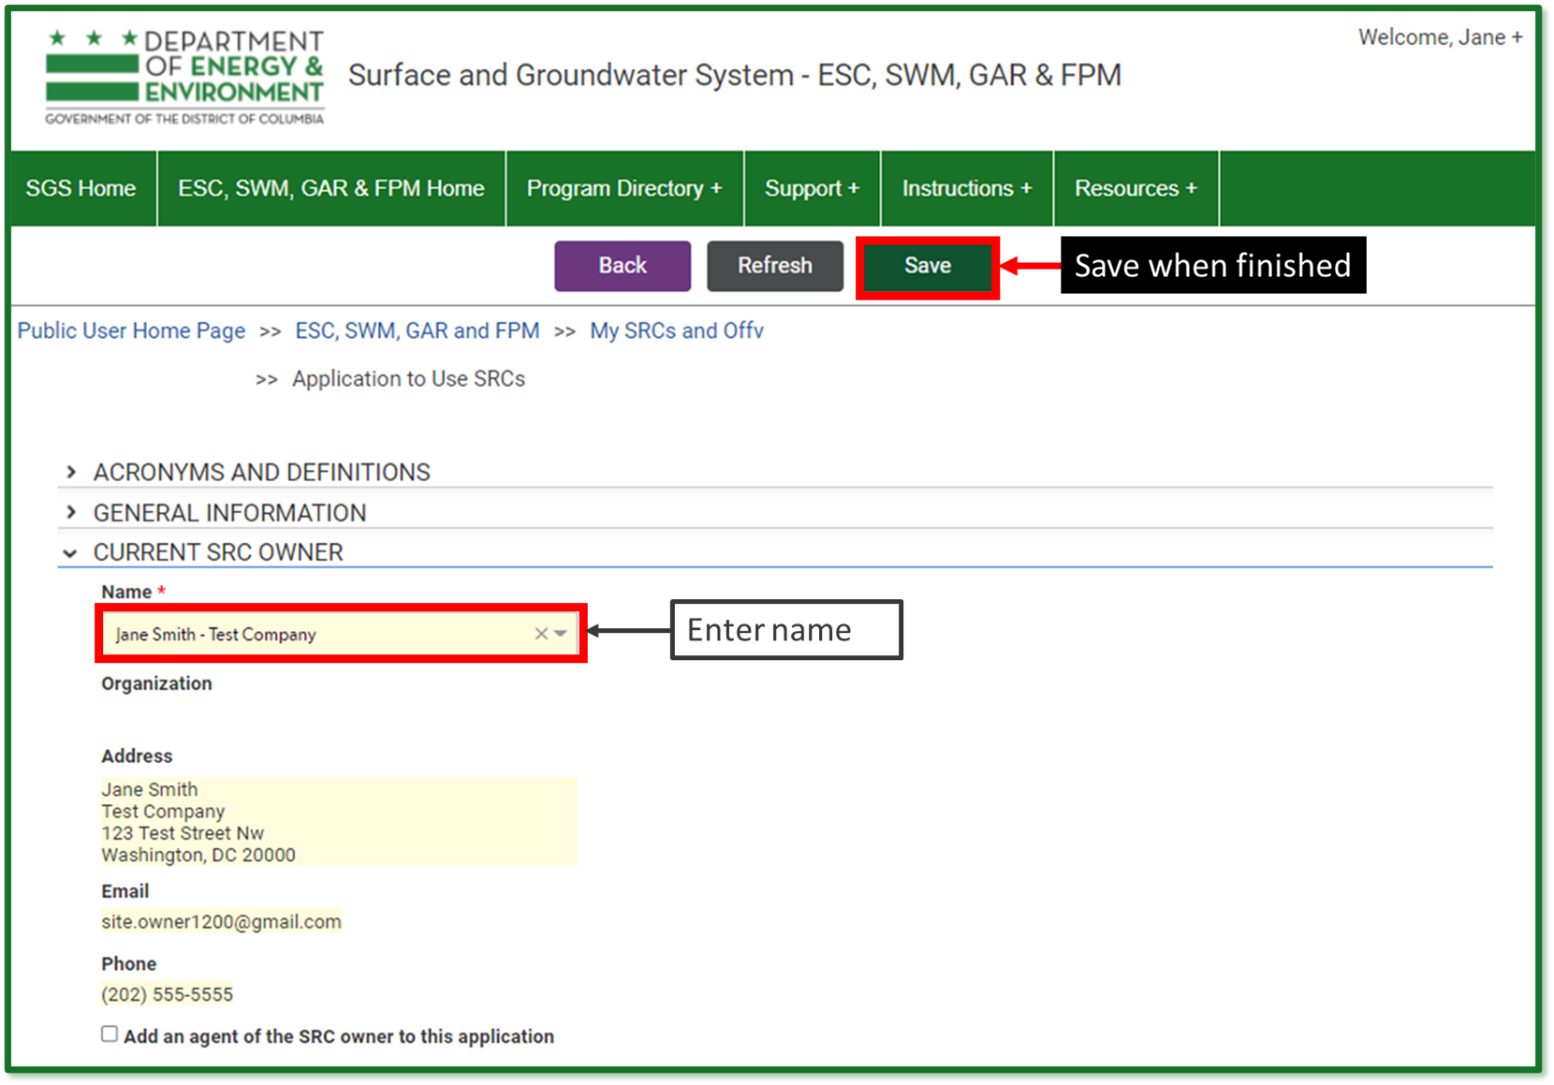 DEPARTMENT
OF ENERGY &
ENVIRONMENT
GOVERNMENT OF THE DISTRICT OF COLUMBIA
Surface and Groundwater System - ESC, SWM, GAR & FPM
Welcome, Jane +
SGS Home
ESC, SWM, GAR & FPM Home
Program Directory +
Support +
Instructions +
Resources +
Back
Refresh
Save
Save when finished
Public User Home Page >> ESC, SWM, GAR and FPM >> My SRCs and Offv
>> Application to Use SRCs
ACRONYMS AND DEFINITIONS
GENERAL INFORMATION
CURRENT SRC OWNER
Name *
Jane Smith - Test Company
Enter name
Organization
Address
Jane Smith
Test Company
123 Test Street Nw
Washington, DC 20000
Email
site.owner1200@gmail.com
Phone
(202) 555-5555
Add an agent of the SRC owner to this application